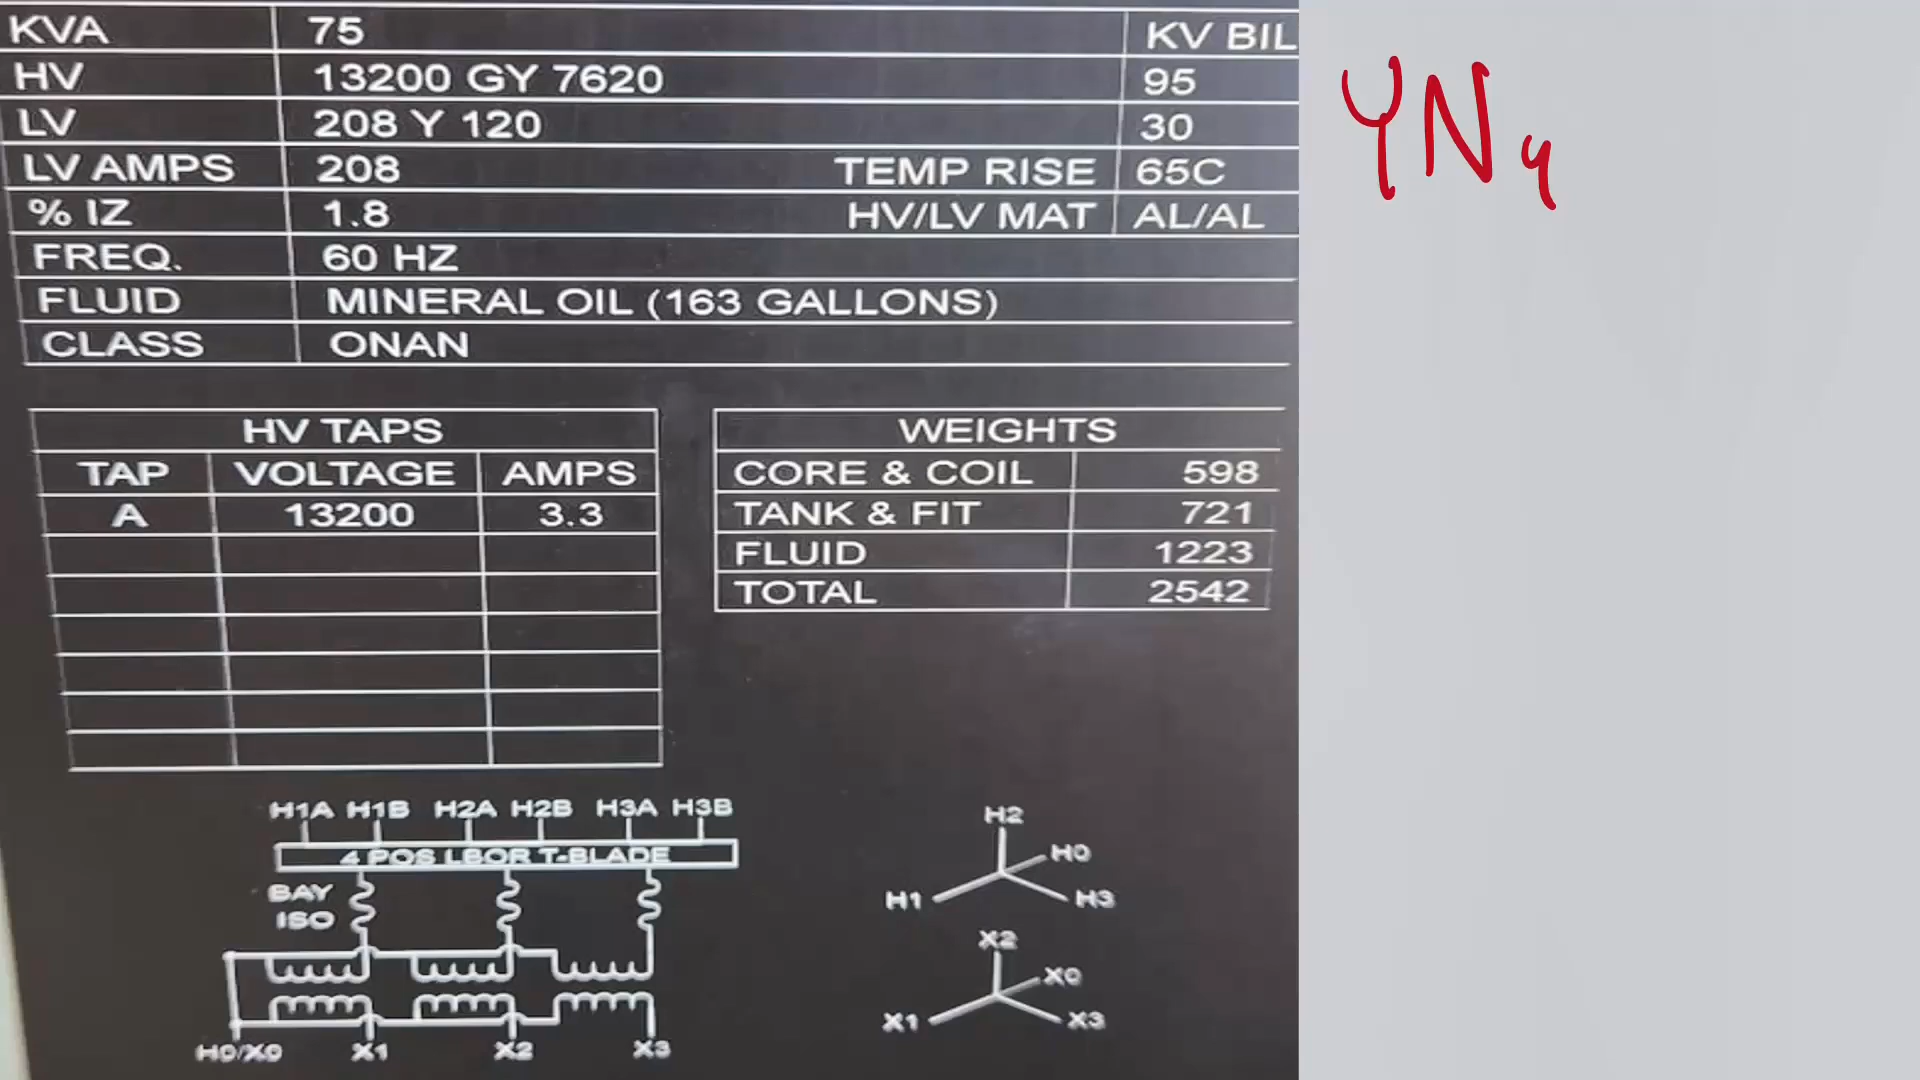 KVA 75 KV BIL
HV 13200 GY 7620 95
LV 208 Y 120 30
LV AMPS 208 TEMP RISE 65C
% IZ 1.8 HV/LV MAT AL/AL
FREQ. 60 HZ
FLUID MINERAL OIL (163 GALLONS)
CLASS ONAN
HV TAPS
TAP VOLTAGE AMPS
A 13200 3.3
WEIGHTS
CORE & COIL 598
TANK & FIT 721
FLUID 1223
TOTAL 2542
H1A H1B H2A H2B H3A H3B
4 POS LBOR T-BLADE
BAY
ISO
H0/X0 X1 X2 X3
H2
H0
H1 H3
X2
X0
X1 X3
YNy